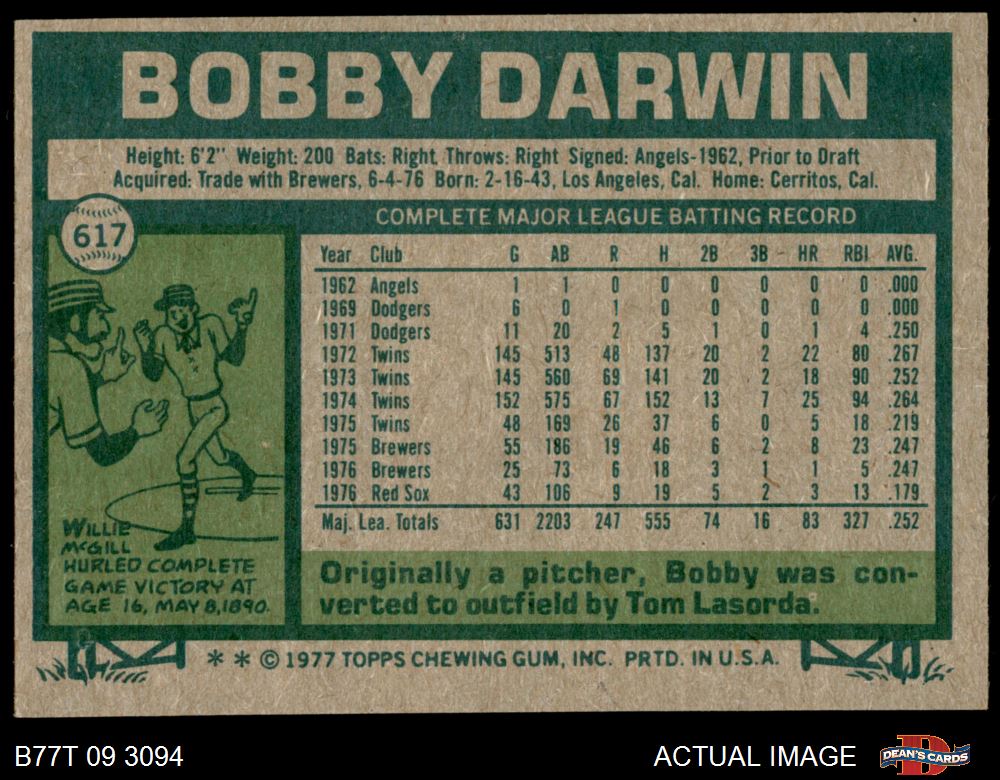 BOBBY DARWIN
Height: 6'2" Weight: 200 Bats: Right Throws: Right Signed: Angels-1962, Prior to Draft
Acquired: Trade with Brewers, 6-4-76 Born: 2-16-43, Los Angeles, Cal. Home: Cerritos, Cal.
617
COMPLETE MAJOR LEAGUE BATTING RECORD
Year Club G AB R H 2B 3B HR RBI AVG.
1962 Angels 1 1 0 0 0 0 0 0 .000
1969 Dodgers 6 0 1 0 0 0 0 0 .000
1971 Dodgers 11 20 2 5 1 0 1 4 .250
1972 Twins 145 513 48 137 20 2 22 80 .267
1973 Twins 145 560 69 141 20 2 18 90 .252
1974 Twins 152 575 67 152 13 7 25 94 .264
1975 Twins 48 169 26 37 6 0 5 18 .219
1975 Brewers 55 186 19 46 6 2 8 23 .247
1976 Brewers 25 73 6 18 3 1 1 5 .247
1976 Red Sox 43 106 9 19 5 2 3 13 .179
Maj. Lea. Totals 631 2203 247 555 74 16 83 327 .252
WILLIE
McGILL
HURLED COMPLETE
GAME VICTORY AT
AGE 16, MAY 8, 1890.
Originally a pitcher, Bobby was con-
verted to outfield by Tom Lasorda.
* * © 1977 TOPPS CHEWING GUM, INC. PRTD. IN U.S.A.
B77T 09 3094
ACTUAL IMAGE
D
DEAN'S CARDS